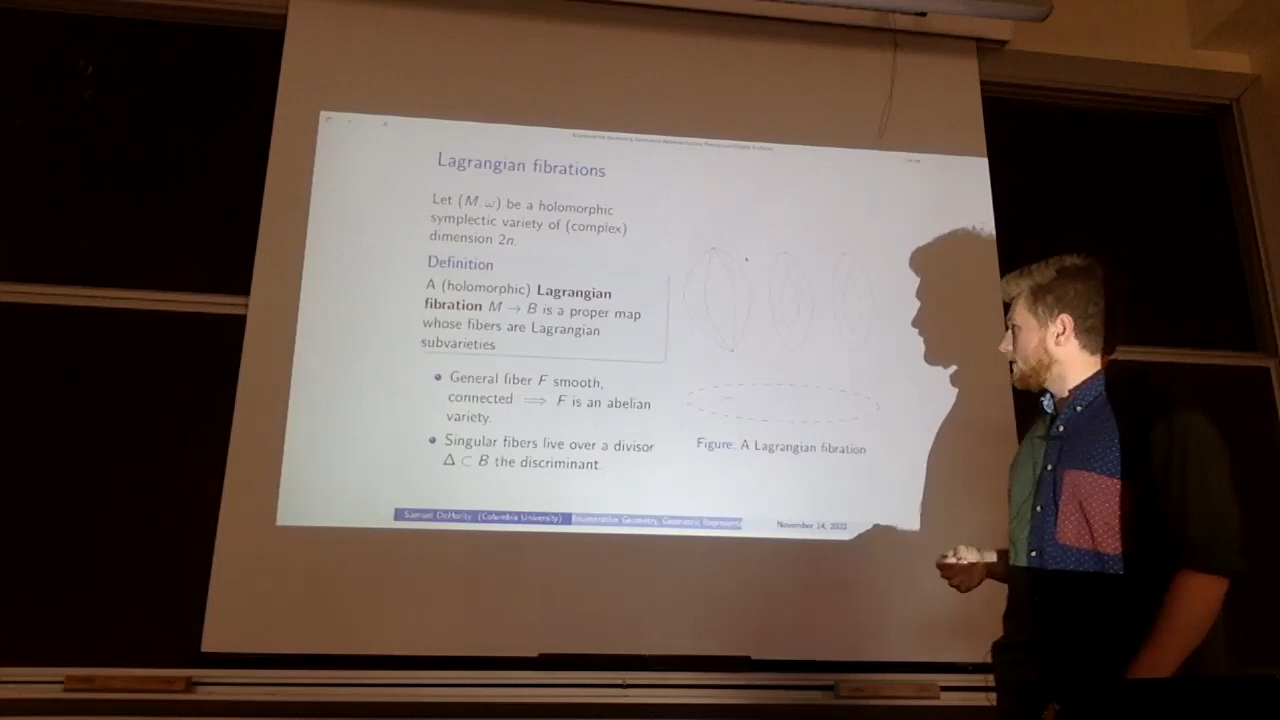 Lagrangian fibrations
Let (M, ω) be a holomorphic
symplectic variety of (complex)
dimension 2n.
Definition
A (holomorphic) Lagrangian
fibration M → B is a proper map
whose fibers are Lagrangian
subvarieties
General fiber F smooth,
connected ⟹ F is an abelian
variety.
Singular fibers live over a divisor
Δ ⊂ B the discriminant.
Figure: A Lagrangian fibration
Samuel DeHority (Columbia University)
Enumerative Geometry, Geometric Represent
November 14, 2023